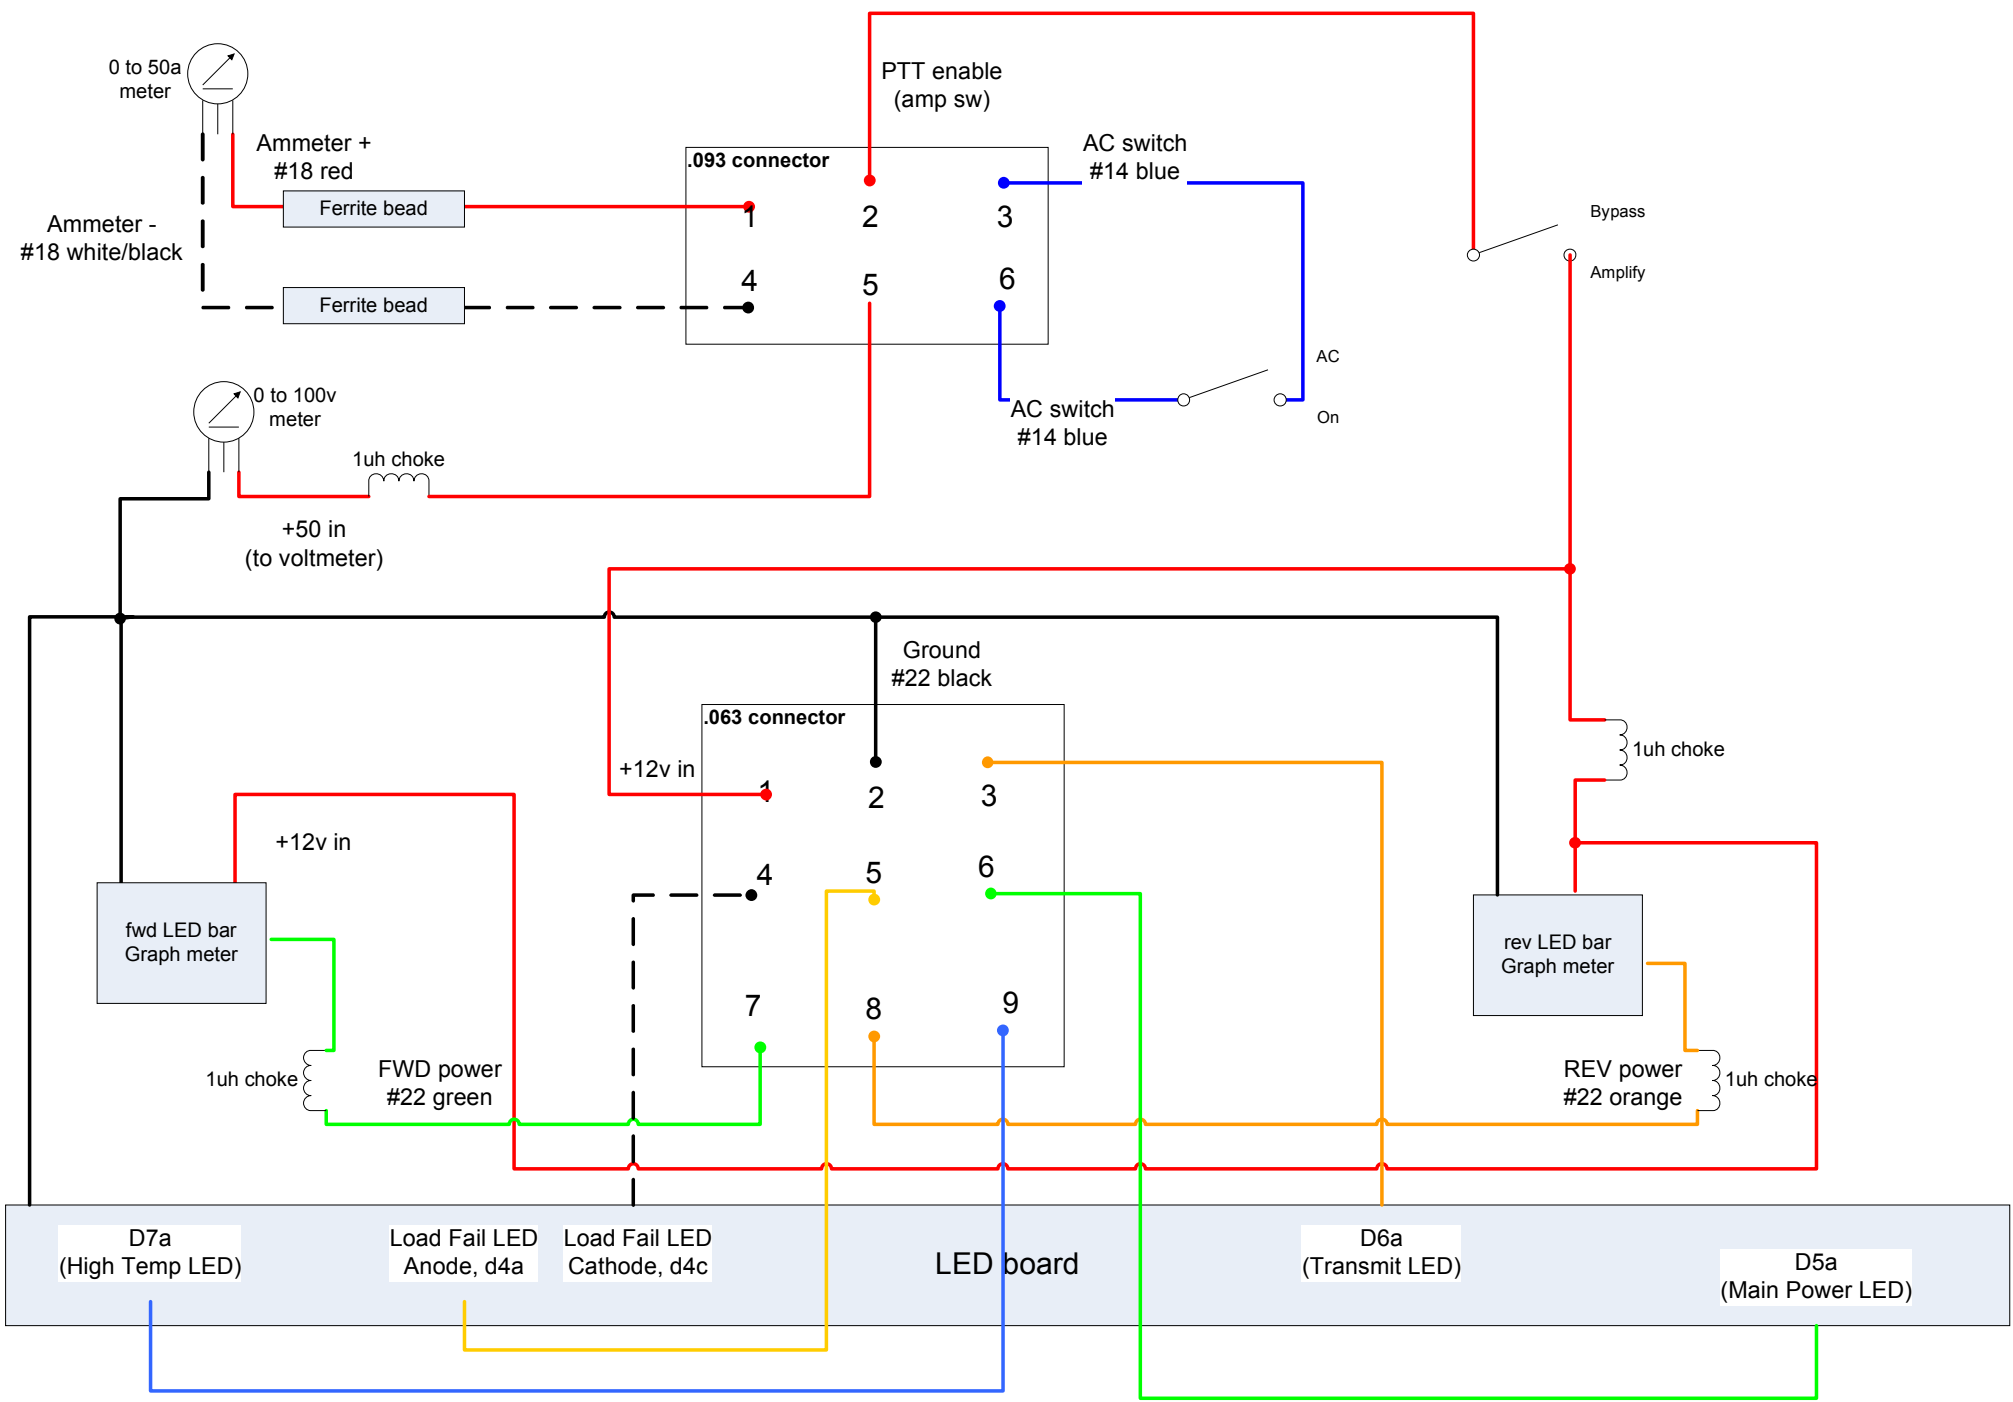 0 to 50a
meter
Ammeter +
#18 red
Ferrite bead
Ammeter -
#18 white/black
Ferrite bead
PTT enable
(amp sw)
.093 connector
1
2
3
4
5
6
AC switch
#14 blue
Bypass
Amplify
AC
On
AC switch
#14 blue
0 to 100v
meter
1uh choke
+50 in
(to voltmeter)
Ground
#22 black
.063 connector
+12v in
1
2
3
4
5
6
7
8
9
1uh choke
+12v in
fwd LED bar
Graph meter
rev LED bar
Graph meter
1uh choke
FWD power
#22 green
REV power
#22 orange
1uh choke
D7a
(High Temp LED)
Load Fail LED
Anode, d4a
Load Fail LED
Cathode, d4c
LED board
D6a
(Transmit LED)
D5a
(Main Power LED)